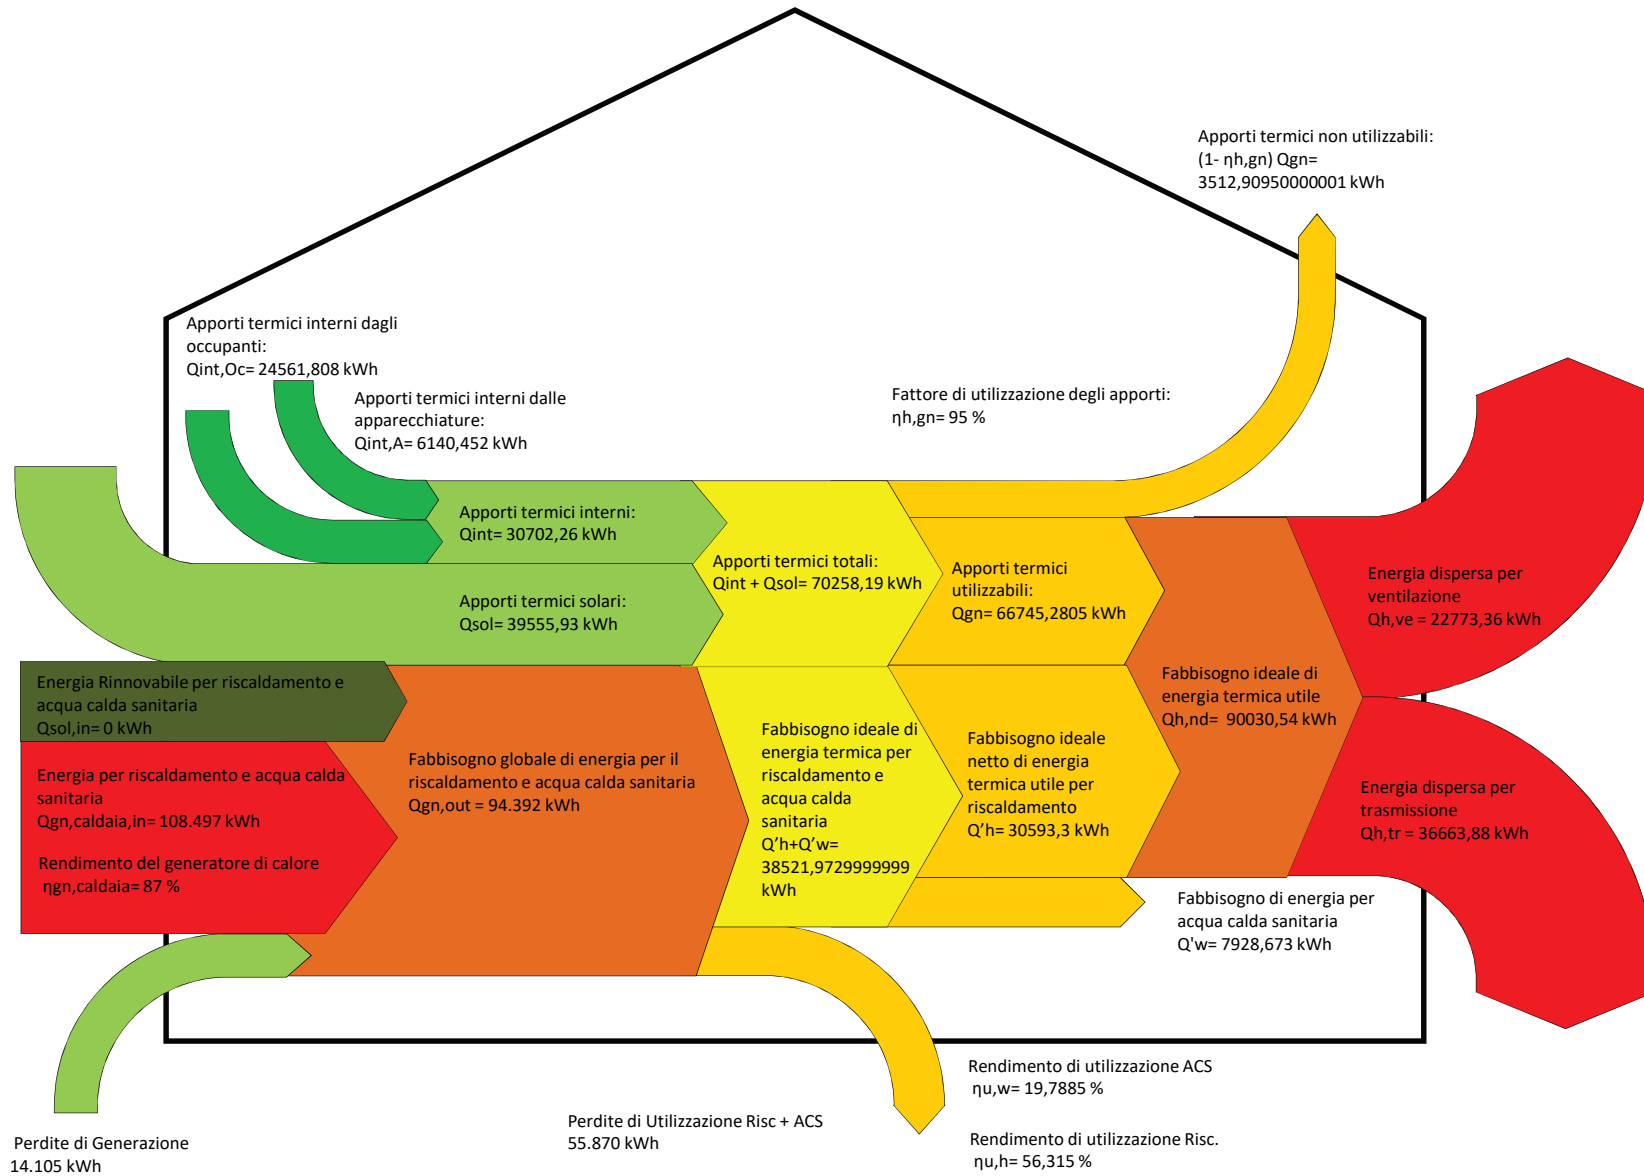 Apporti termici non utilizzabili:
(1- ηh,gn) Qgn=
3512,90950000001 kWh
Apporti termici interni dagli
occupanti:
Qint,Oc= 24561,808 kWh
Apporti termici interni dalle
apparecchiature:
Qint,A= 6140,452 kWh
Fattore di utilizzazione degli apporti:
ηh,gn= 95 %
Apporti termici interni:
Qint= 30702,26 kWh
Apporti termici solari:
Qsol= 39555,93 kWh
Apporti termici totali:
Qint + Qsol= 70258,19 kWh
Apporti termici
utilizzabili:
Qgn= 66745,2805 kWh
Energia dispersa per
ventilazione
Qh,ve = 22773,36 kWh
Energia Rinnovabile per riscaldamento e
acqua calda sanitaria
Qsol,in= 0 kWh
Energia per riscaldamento e acqua calda
sanitaria
Qgn,caldaia,in= 108.497 kWh
Rendimento del generatore di calore
ηgn,caldaia= 87 %
Fabbisogno globale di energia per il
riscaldamento e acqua calda sanitaria
Qgn,out = 94.392 kWh
Fabbisogno ideale di
energia termica per
riscaldamento e
acqua calda
sanitaria
Q’h+Q’w=
38521,9729999999
kWh
Fabbisogno ideale
netto di energia
termica utile per
riscaldamento
Q’h= 30593,3 kWh
Fabbisogno ideale di
energia termica utile
Qh,nd= 90030,54 kWh
Energia dispersa per
trasmissione
Qh,tr = 36663,88 kWh
Fabbisogno di energia per
acqua calda sanitaria
Q'w= 7928,673 kWh
Perdite di Generazione
14.105 kWh
Perdite di Utilizzazione Risc + ACS
55.870 kWh
Rendimento di utilizzazione ACS
ηu,w= 19,7885 %
Rendimento di utilizzazione Risc.
ηu,h= 56,315 %